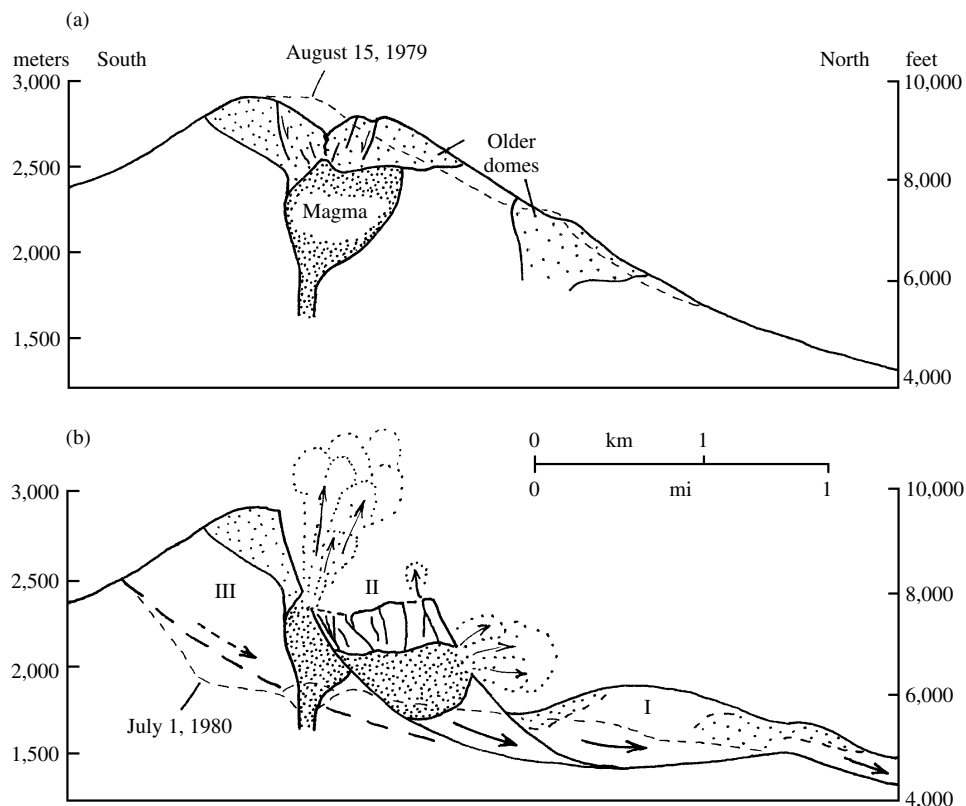 (a)
meters South August 15, 1979 North feet
3,000 10,000
Older
domes
2,500 8,000
Magma
2,000 6,000
1,500
4,000
(b)
0 km 1
0 mi 1
3,000 10,000
2,500 III II 8,000
2,000 6,000
I
July 1, 1980
1,500
4,000